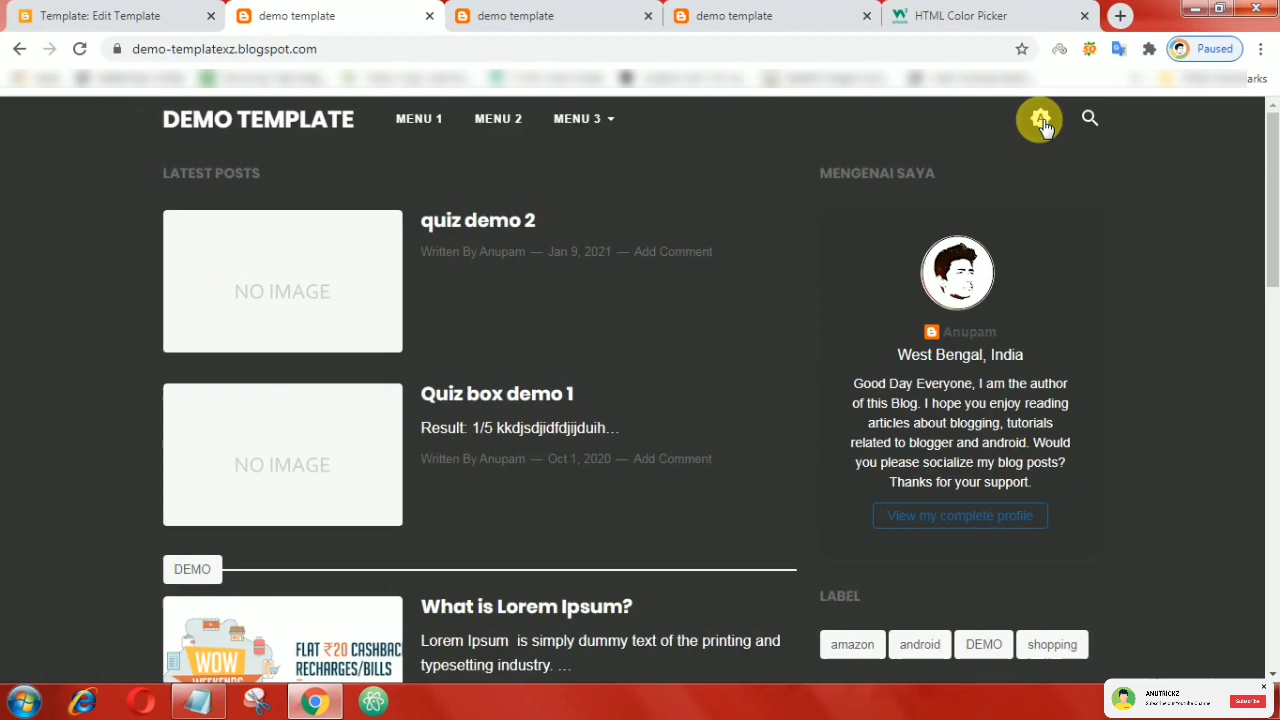 Template: Edit Template
demo template
demo template
demo template
HTML Color Picker
demo-templatexz.blogspot.com
Paused
arks
DEMO TEMPLATE
MENU 1
MENU 2
MENU 3
A
LATEST POSTS
MENGENAI SAYA
quiz demo 2
Written By Anupam — Jan 9, 2021 — Add Comment
NO IMAGE
Anupam
West Bengal, India
Good Day Everyone, I am the author
of this Blog. I hope you enjoy reading
articles about blogging, tutorials
related to blogger and android. Would
you please socialize my blog posts?
Thanks for your support.
View my complete profile
Quiz box demo 1
Result: 1/5 kkdjsdjidfdjijduih…
Written By Anupam — Oct 1, 2020 — Add Comment
NO IMAGE
DEMO
LABEL
amazon
android
DEMO
shopping
What is Lorem Ipsum?
Lorem Ipsum is simply dummy text of the printing and
typesetting industry. …
WOW
WEEKENDS
FLAT ₹20 CASHBAC
RECHARGES/BILLS
ANUTRICKZ
Subscribe